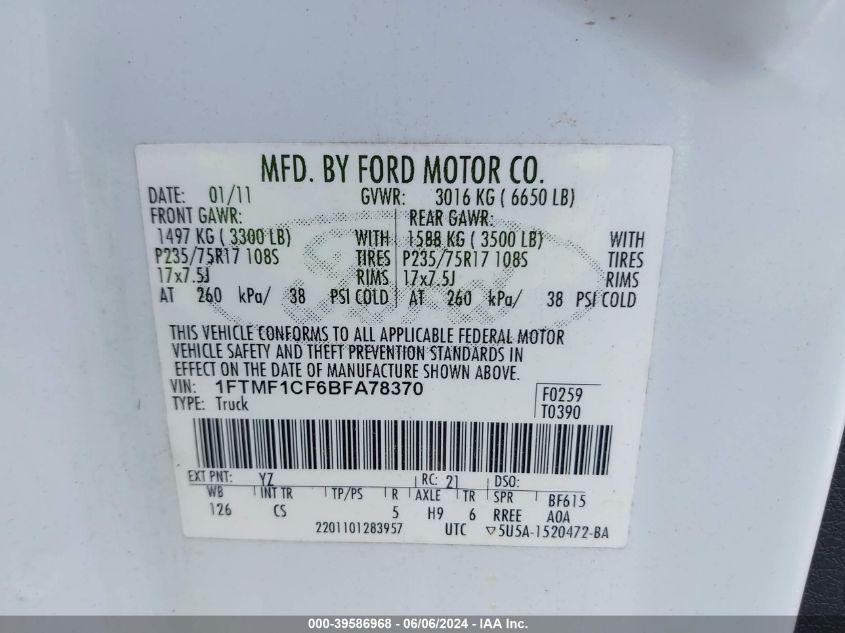 MFD. BY FORD MOTOR CO.
DATE: 01/11 GVWR: 3016 KG ( 6650 LB)
FRONT GAWR: REAR GAWR:
1497 KG ( 3300 LB) WITH 1588 KG ( 3500 LB) WITH
P235/75R17 108S TIRES P235/75R17 108S TIRES
17x7.5J RIMS 17x7.5J RIMS
AT 260 kPa/ 38 PSI COLD AT 260 kPa/ 38 PSI COLD
THIS VEHICLE CONFORMS TO ALL APPLICABLE FEDERAL MOTOR
VEHICLE SAFETY AND THEFT PREVENTION STANDARDS IN
EFFECT ON THE DATE OF MANUFACTURE SHOWN ABOVE.
VIN: 1FTMF1CF6BFA78370 F0259
TYPE: Truck T0390
EXT PNT: YZ RC: 21 DSO:
WB INT TR TP/PS R AXLE TR SPR BF615
126 CS 5 H9 6 RREE AOA
2201101283957 UTC ▽5U5A-1520472-BA
000-39586968 - 06/06/2024 - IAA Inc.